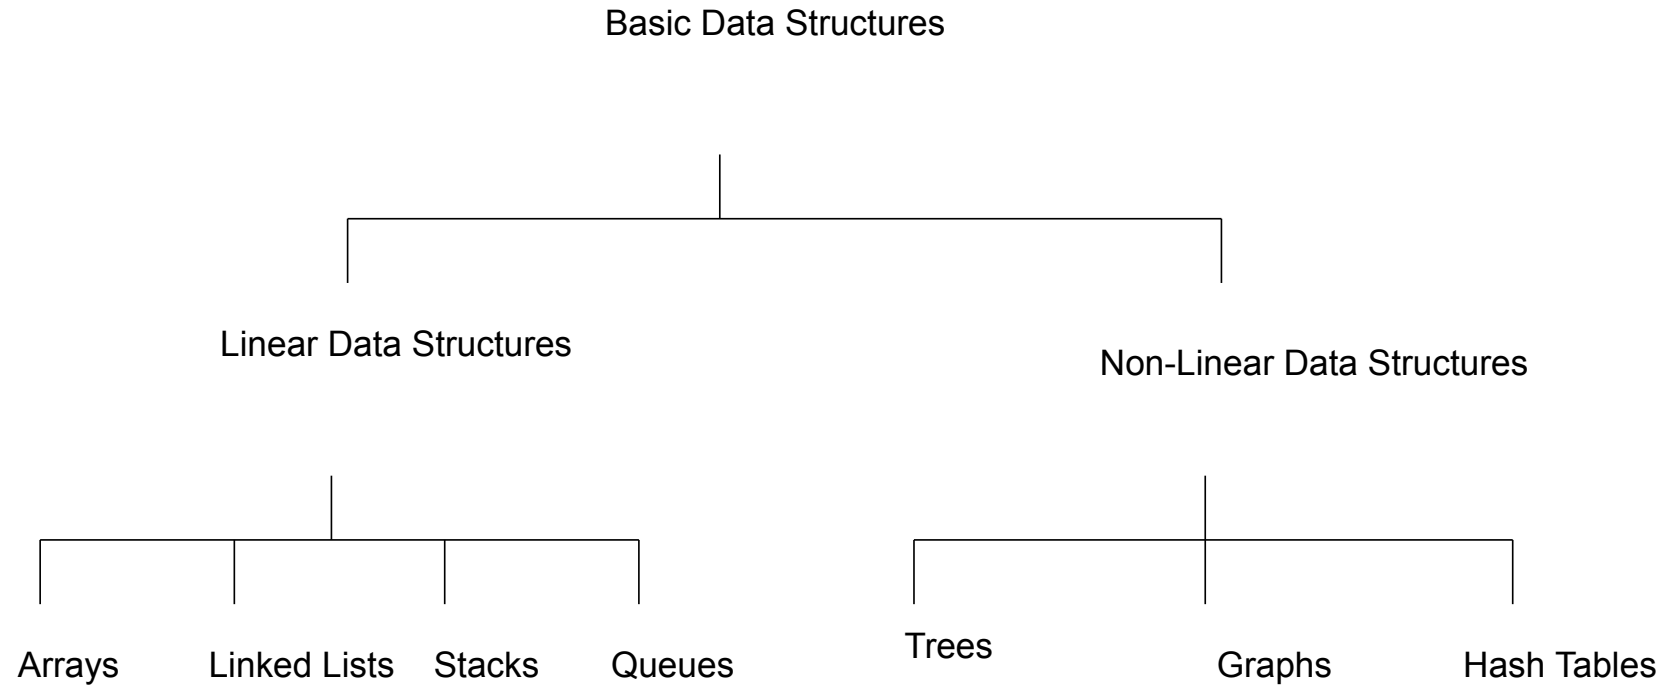 Basic Data Structures
Linear Data Structures
Non-Linear Data Structures
Arrays
Linked Lists
Stacks
Queues
Trees
Graphs
Hash Tables